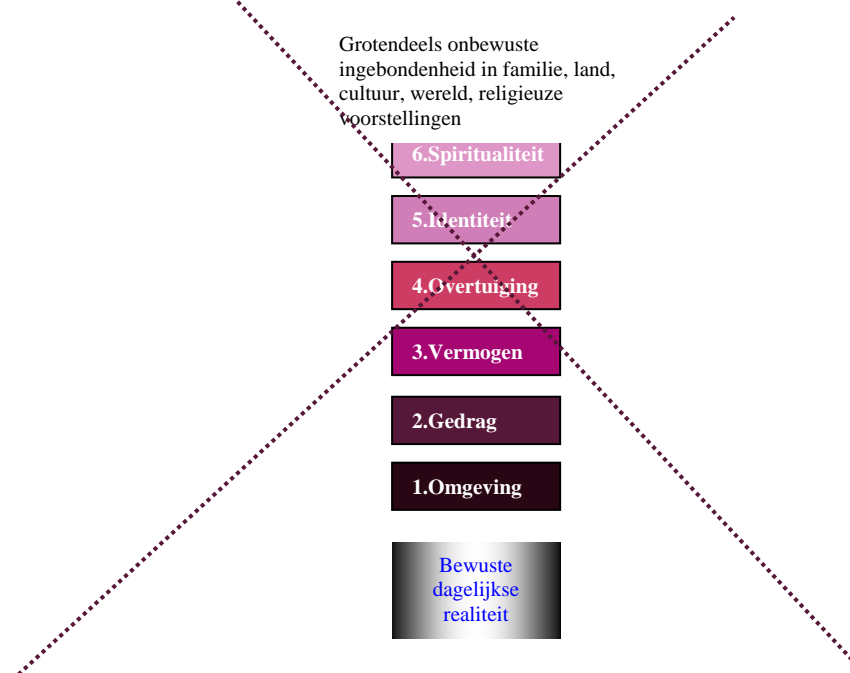 Grotendeels onbewuste
ingebondenheid in familie, land,
cultuur, wereld, religieuze
voorstellingen
6.Spiritualiteit
5.Identiteit
4.Overtuiging
3.Vermogen
2.Gedrag
1.Omgeving
Bewuste
dagelijkse
realiteit